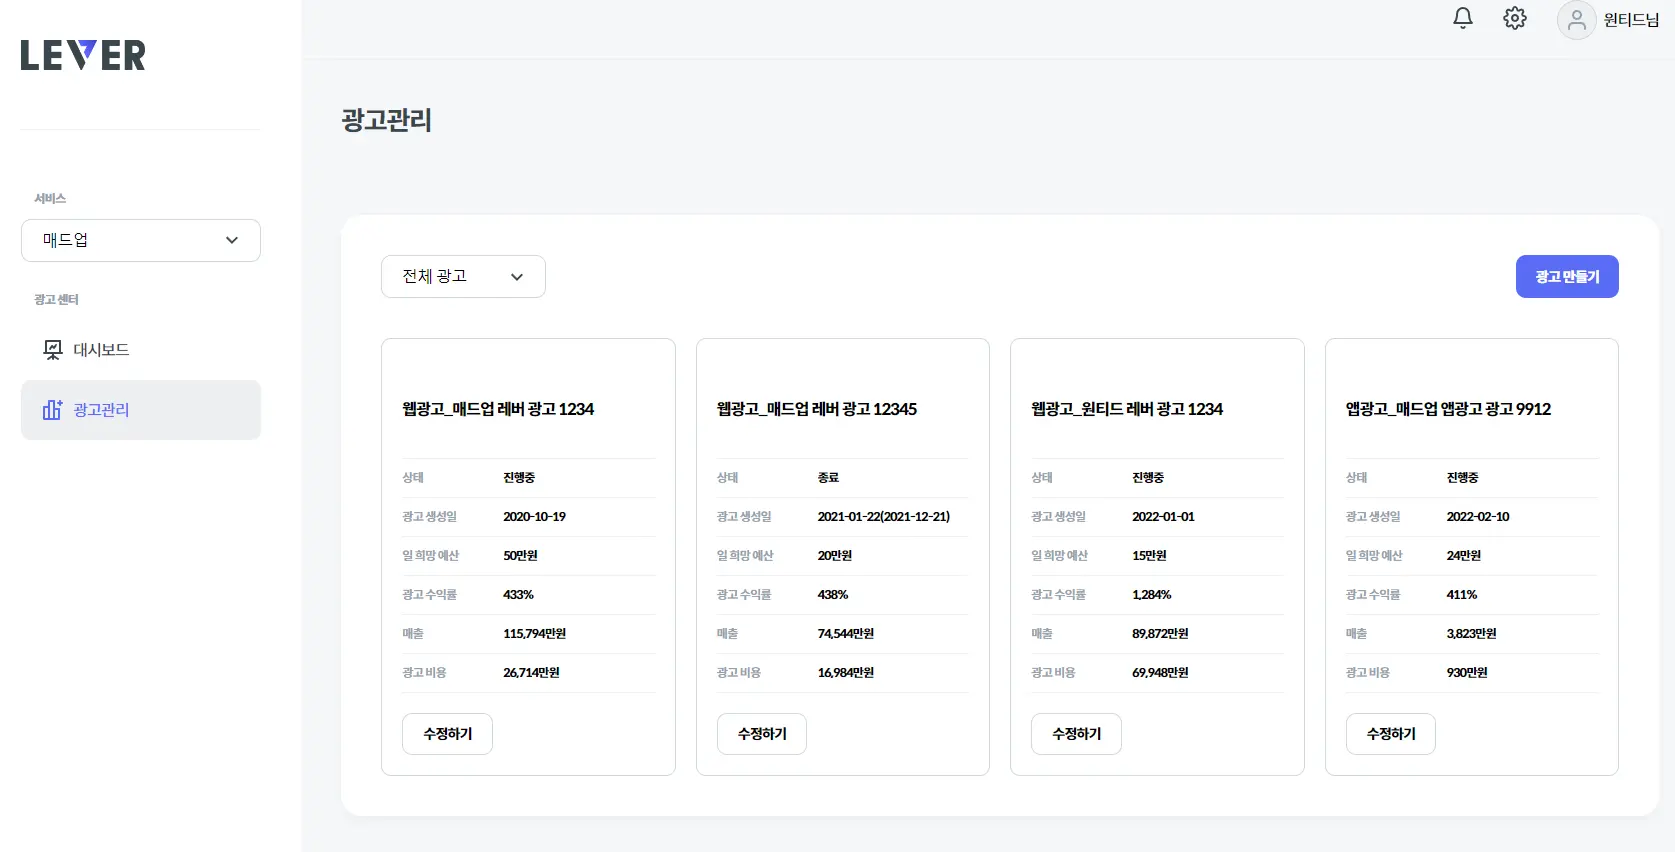 LEVER
원티드님
광고관리
서비스
매드업
광고 센터
대시보드
광고관리
전체 광고
광고 만들기
웹광고_매드업 레버 광고 1234
상태 진행중
광고 생성일 2020-10-19
일 희망 예산 50만원
광고 수익률 433%
매출 115,794만원
광고 비용 26,714만원
수정하기
웹광고_매드업 레버 광고 12345
상태 종료
광고 생성일 2021-01-22(2021-12-21)
일 희망 예산 20만원
광고 수익률 438%
매출 74,544만원
광고 비용 16,984만원
수정하기
웹광고_원티드 레버 광고 1234
상태 진행중
광고 생성일 2022-01-01
일 희망 예산 15만원
광고 수익률 1,284%
매출 89,872만원
광고 비용 69,948만원
수정하기
앱광고_매드업 앱광고 광고 9912
상태 진행중
광고 생성일 2022-02-10
일 희망 예산 24만원
광고 수익률 411%
매출 3,823만원
광고 비용 930만원
수정하기